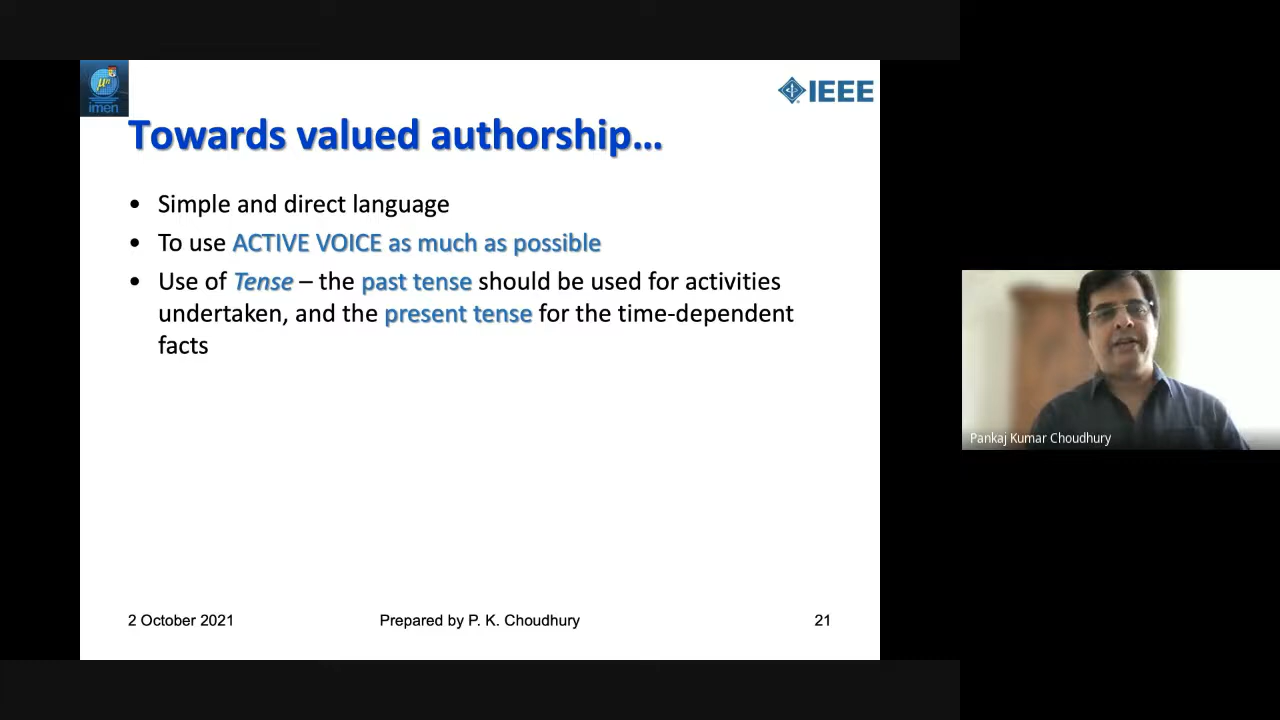 μn
imen
IEEE
Towards valued authorship...
• Simple and direct language
• To use ACTIVE VOICE as much as possible
• Use of Tense – the past tense should be used for activities
undertaken, and the present tense for the time-dependent
facts
Pankaj Kumar Choudhury
2 October 2021
Prepared by P. K. Choudhury
21